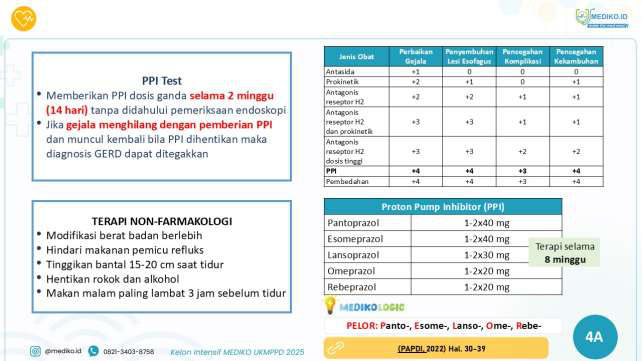 MEDIKO.ID
PPI Test
• Memberikan PPI dosis ganda selama 2 minggu
(14 hari) tanpa didahului pemeriksaan endoskopi
• Jika gejala menghilang dengan pemberian PPI
dan muncul kembali bila PPI dihentikan maka
diagnosis GERD dapat ditegakkan
TERAPI NON-FARMAKOLOGI
• Modifikasi berat badan berlebih
• Hindari makanan pemicu refluks
• Tinggikan bantal 15-20 cm saat tidur
• Hentikan rokok dan alkohol
• Makan malam paling lambat 3 jam sebelum tidur
Jenis Obat Perbaikan Gejala Penyembuhan Lesi Esofagus Pencegahan Komplikasi Pencegahan Kekambuhan
Antasida +1 0 0 0
Prokinetik +2 +1 0 +1
Antagonis reseptor H2 +2 +2 +1 +1
Antagonis reseptor H2 dan prokinetik +3 +3 +1 +1
Antagonis reseptor H2 dosis tinggi +3 +3 +2 +2
PPI +4 +4 +3 +4
Pembedahan +4 +4 +3 +4
Proton Pump Inhibitor (PPI)
Pantoprazol 1-2x40 mg
Esomeprazol 1-2x40 mg
Lansoprazol 1-2x30 mg
Omeprazol 1-2x20 mg
Rebeprazol 1-2x20 mg
Terapi selama
8 minggu
MEDIKOLOGIC
PELOR: Panto-, Esome-, Lanso-, Ome-, Rebe-
(PAPDI, 2022) Hal. 30-39
4A
@mediko.id 0821-3403-8758 Kelon Intensif MEDIKO UKMPPD 2025